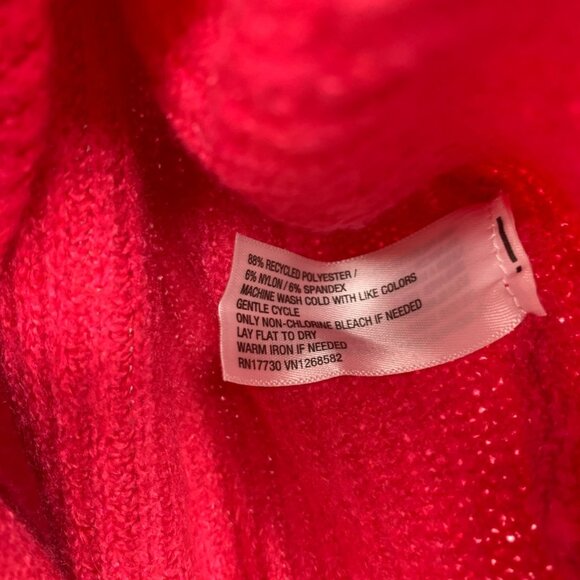 88% RECYCLED POLYESTER /
6% NYLON / 6% SPANDEX
MACHINE WASH COLD WITH LIKE COLORS
GENTLE CYCLE
ONLY NON-CHLORINE BLEACH IF NEEDED
LAY FLAT TO DRY
WARM IRON IF NEEDED
RN17730 VN1268582